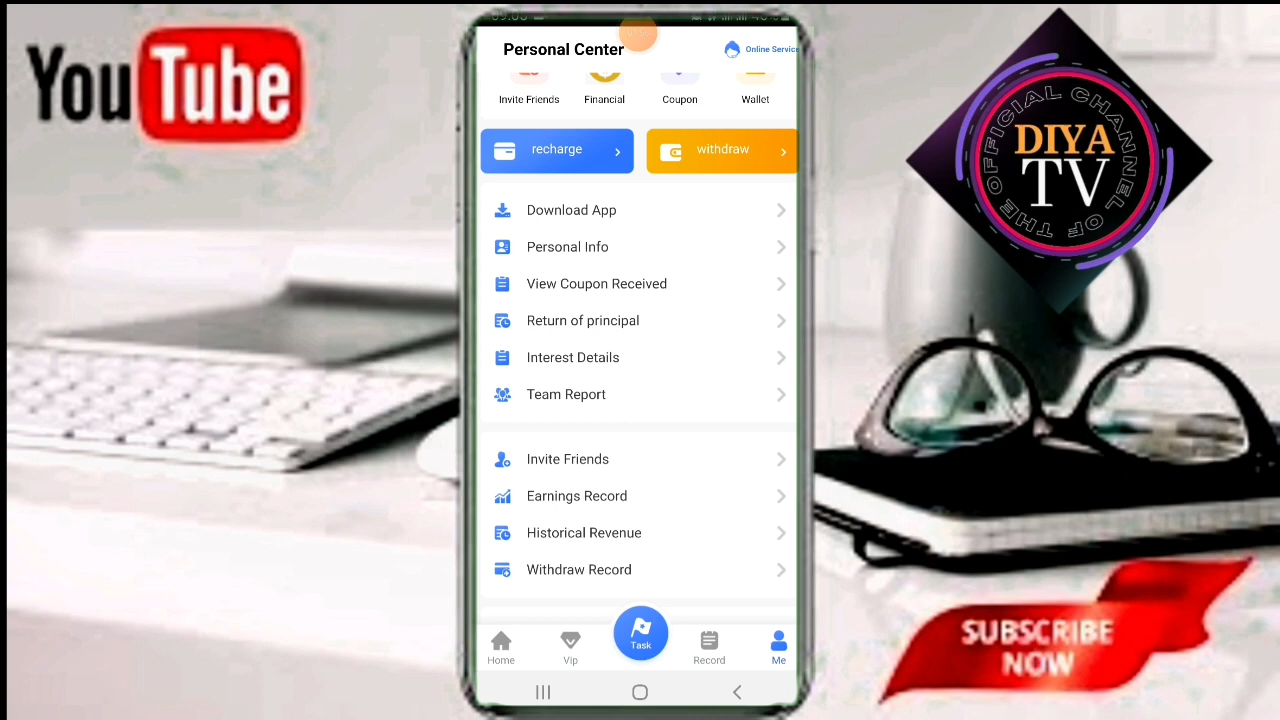 YouTube
Personal Center
Online Service
Invite Friends
Financial
Coupon
Wallet
recharge
withdraw
Download App
Personal Info
View Coupon Received
Return of principal
Interest Details
Team Report
Invite Friends
Earnings Record
Historical Revenue
Withdraw Record
Task
Home
Vip
Record
Me
OFFICIAL CHANNEL OF THE
DIYA
TV
SUBSCRIBE
NOW